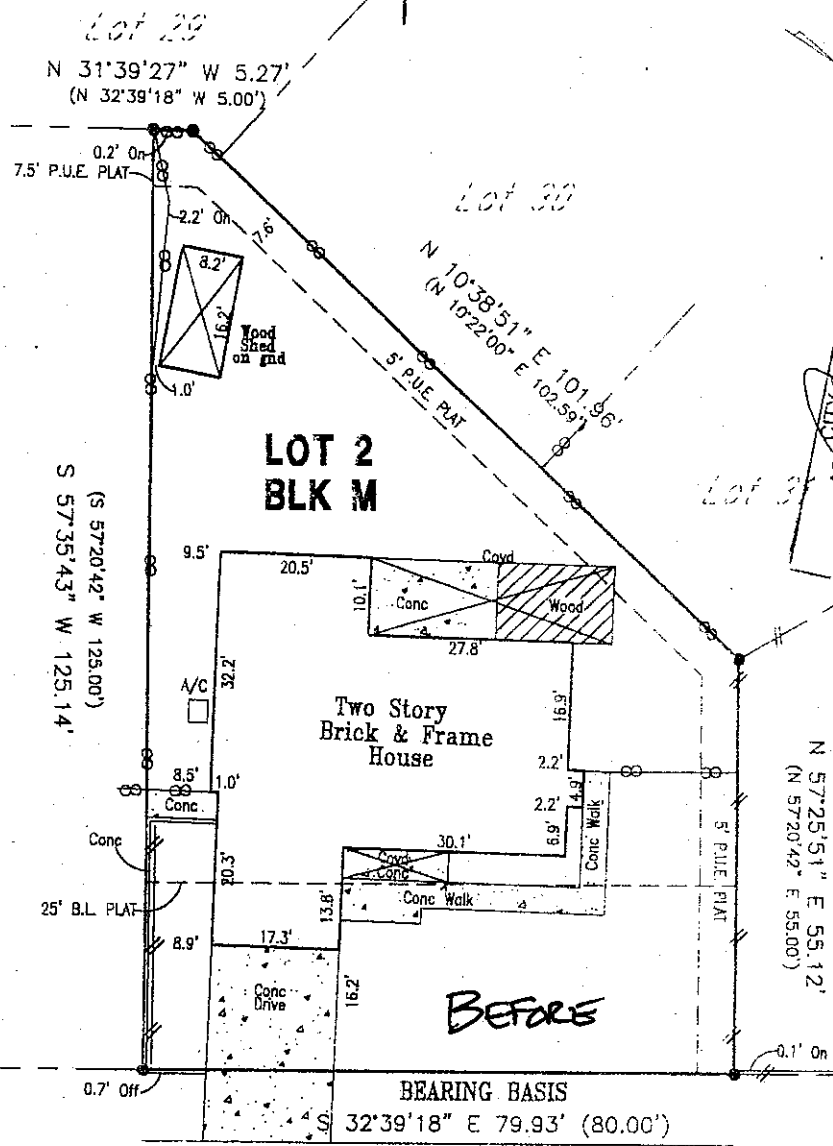 Lot 29
N 31°39'27" W 5.27'
(N 32°39'18" W 5.00')
0.2' On
7.5' P.U.E. PLAT
2.2' On
Lot 30
7.6'
8.2'
16.2'
Wood
Shed
on gnd
1.0'
N 10°38'51" E 101.96'
(N 10°22'00" E 102.59')
5' P.U.E. PLAT
LOT 2
BLK M
Lot 31
(S 57°20'42" W 125.00')
S 57°35'43" W 125.14'
9.5'
20.5'
Covd
10.1'
Conc
Wood
27.8'
32.2'
A/C
16.9'
Two Story
Brick & Frame
House
2.2'
8.5'
1.0'
4.9'
2.2'
Conc
Conc Walk
6.9'
30.1'
Conc
Covd
Conc
20.3'
5' P.U.E. PLAT
N 57°25'51" E 55.12'
(N 57°20'42" E 55.00')
25' B.L. PLAT
13.8'
Conc Walk
8.9'
17.3'
Conc
Drive
16.2'
BEFORE
0.1' On
0.7' Off
BEARING BASIS
S 32°39'18" E 79.93' (80.00')